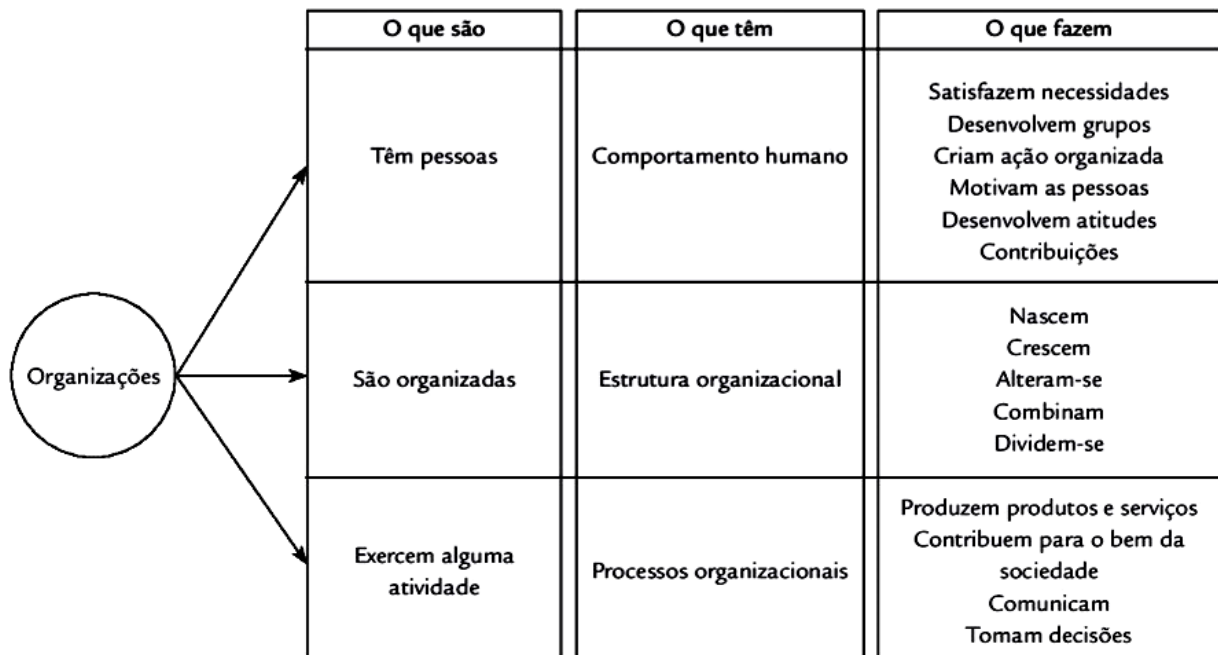 O que são
O que têm
O que fazem
Têm pessoas
Comportamento humano
Satisfazem necessidades
Desenvolvem grupos
Criam ação organizada
Motivam as pessoas
Desenvolvem atitudes
Contribuições
Organizações
São organizadas
Estrutura organizacional
Nascem
Crescem
Alteram-se
Combinam
Dividem-se
Exercem alguma
atividade
Processos organizacionais
Produzem produtos e serviços
Contribuem para o bem da
sociedade
Comunicam
Tomam decisões